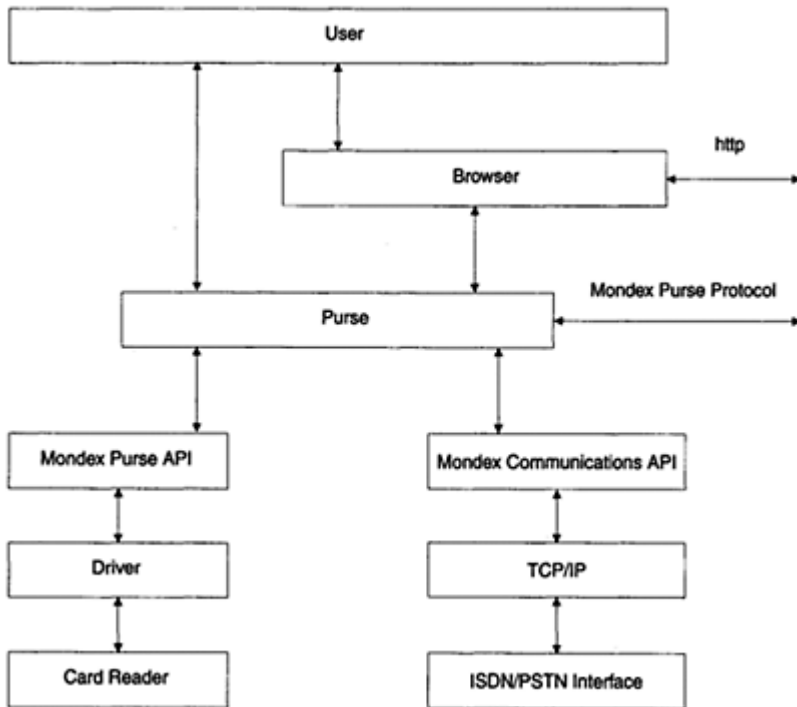 User
http
Browser
Mondex Purse Protocol
Purse
Mondex Purse API
Mondex Communications API
Driver
TCP/IP
Card Reader
ISDN/PSTN Interface